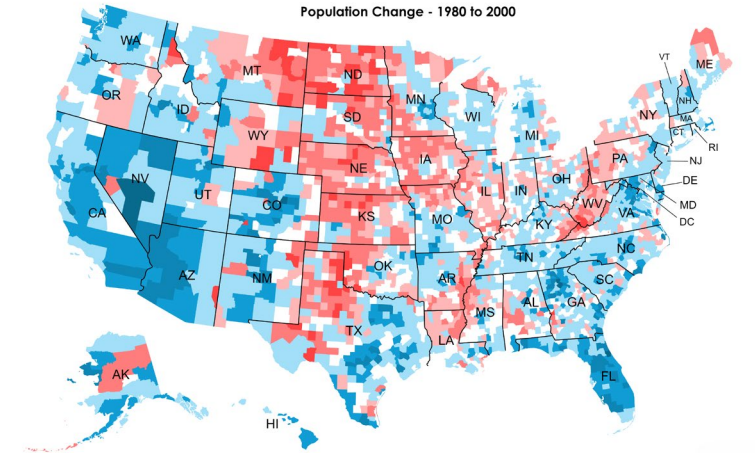 Population Change - 1980 to 2000
WA
MT
ND
MN
VT
ME
OR
ID
SD
WI
NH
NY
MA
CT
RI
WY
MI
IA
PA
NJ
NV
UT
NE
IL
IN
OH
DE
CA
CO
KS
MO
WV
VA
MD
DC
KY
AZ
NM
OK
AR
TN
NC
SC
TX
MS
AL
GA
LA
AK
FL
HI